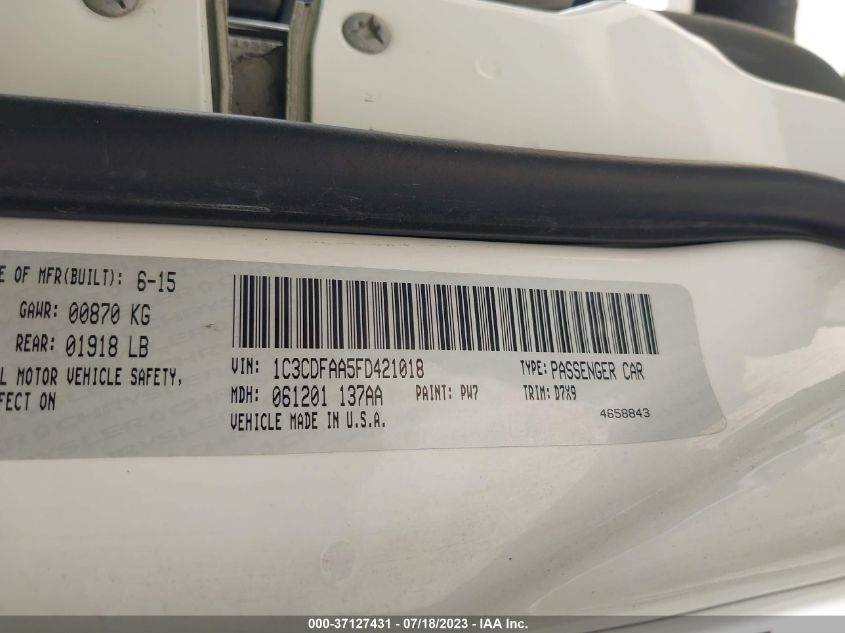 E OF MFR(BUILT): 6-15
GAWR: 00870 KG
REAR: 01918 LB
L MOTOR VEHICLE SAFETY,
FECT ON
VIN: 1C3CDFAA5FD421018 TYPE: PASSENGER CAR
MDH: 061201 137AA PAINT: PW7 TRIM: D7X9
VEHICLE MADE IN U.S.A. 4658843
000-37127431 - 07/18/2023 - IAA Inc.